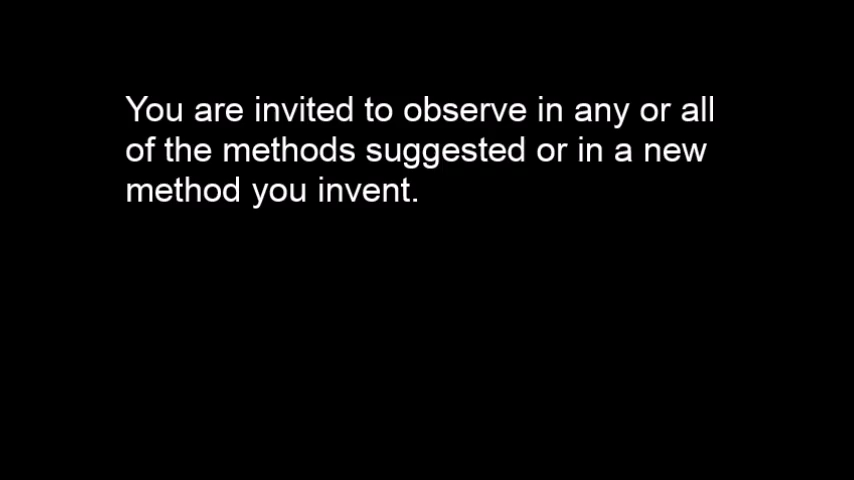 You are invited to observe in any or all
of the methods suggested or in a new
method you invent.